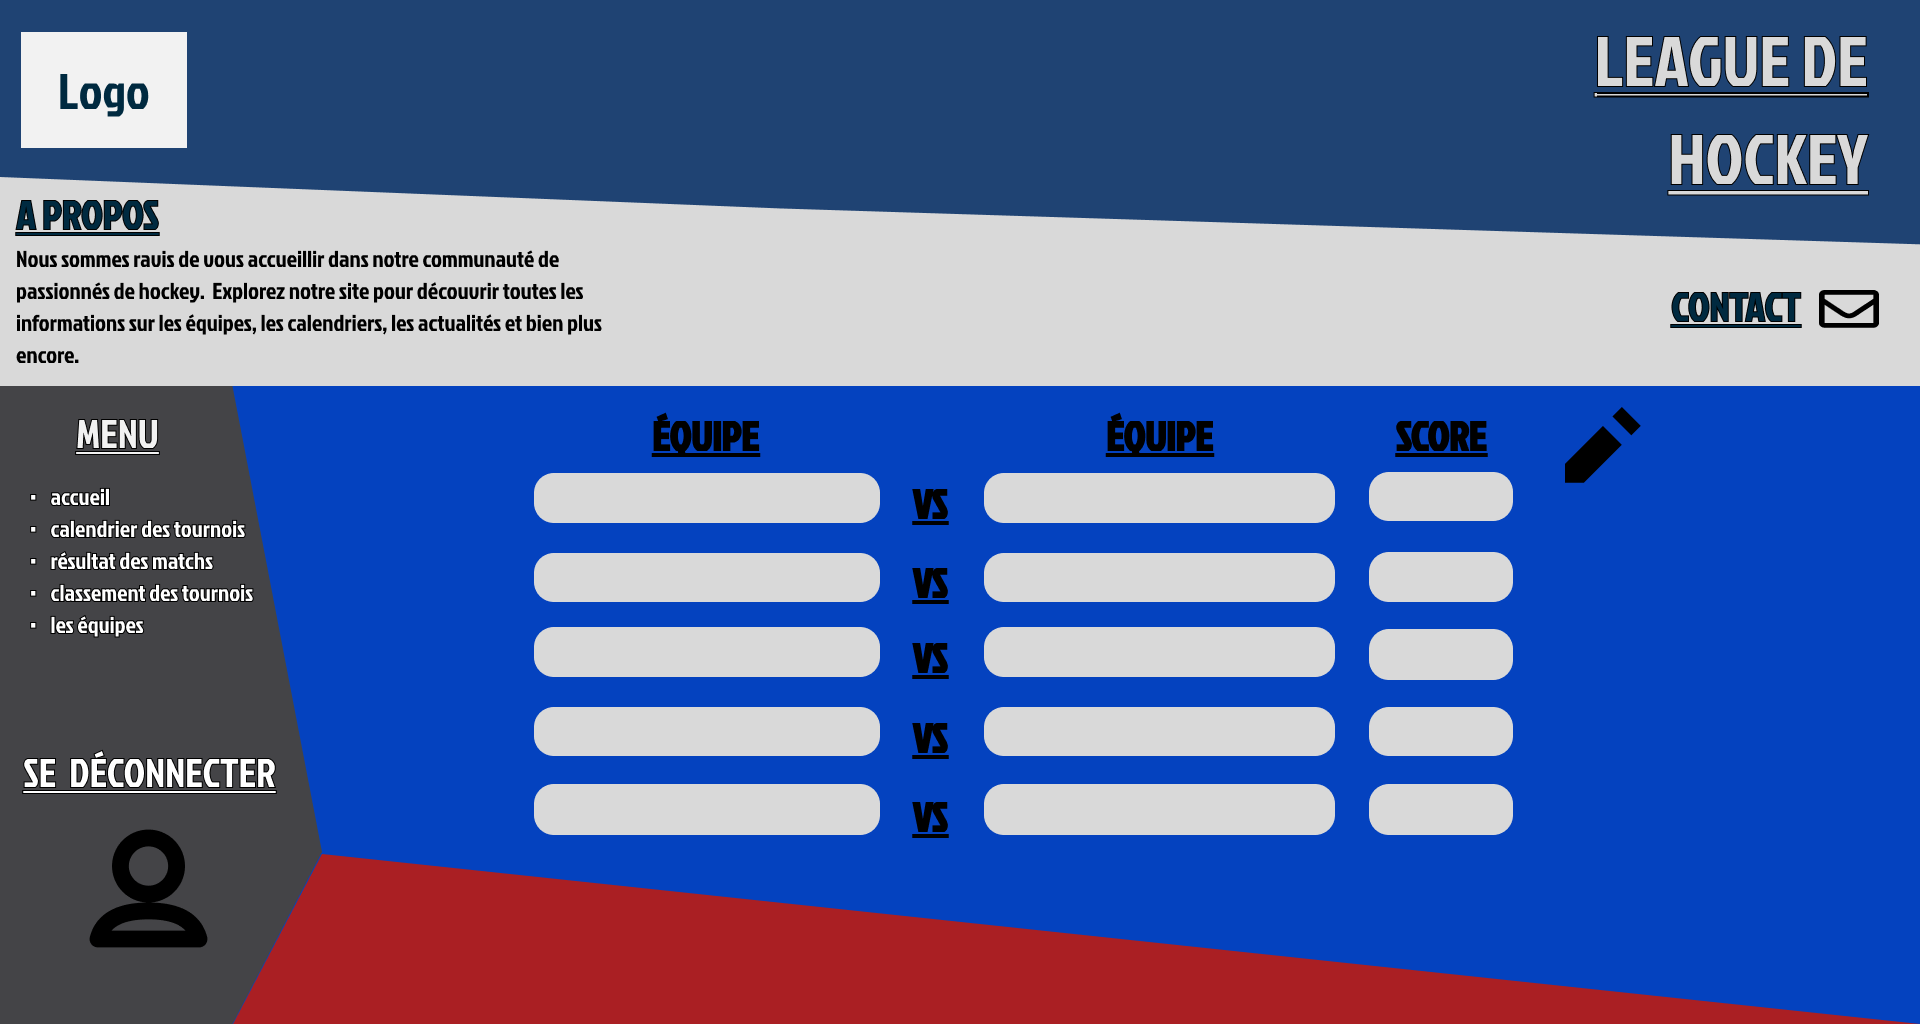 Logo
LEAGUE DE
HOCKEY
A PROPOS
Nous sommes ravis de vous accueillir dans notre communauté de
passionnés de hockey.  Explorez notre site pour découvrir toutes les
informations sur les équipes, les calendriers, les actualités et bien plus
encore.
CONTACT
MENU
· accueil
· calendrier des tournois
· résultat des matchs
· classement des tournois
· les équipes
SE DÉCONNECTER
ÉQUIPE ÉQUIPE SCORE
VS
VS
VS
VS
VS